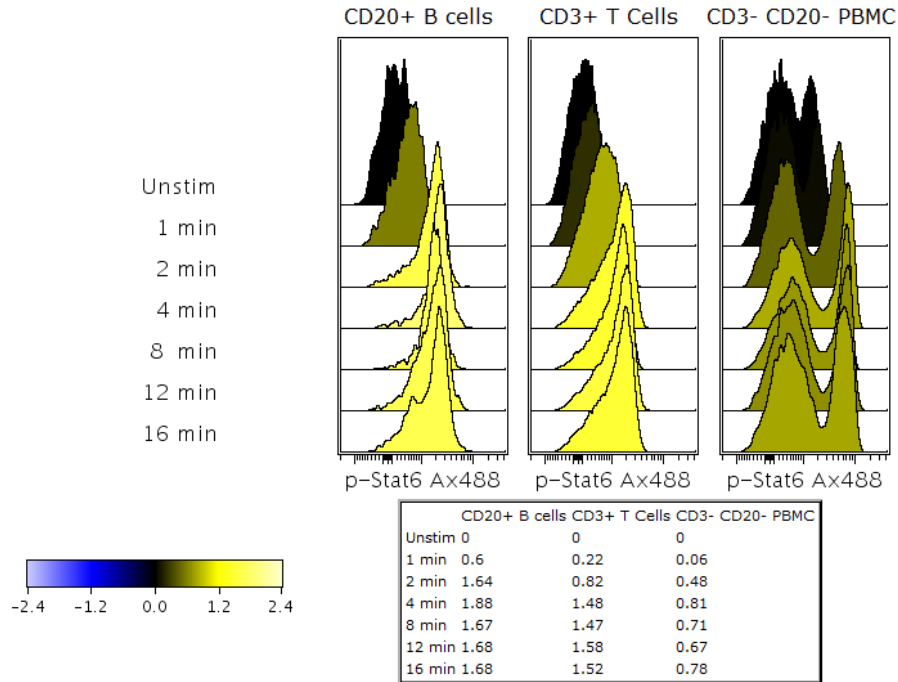 CD20+ B cells CD3+ T Cells CD3- CD20- PBMC
Unstim
1 min
2 min
4 min
8 min
12 min
16 min
p-Stat6 Ax488 p-Stat6 Ax488 p-Stat6 Ax488
CD20+ B cells CD3+ T Cells CD3- CD20- PBMC
Unstim 0 0 0
1 min 0.6 0.22 0.06
2 min 1.64 0.82 0.48
4 min 1.88 1.48 0.81
8 min 1.67 1.47 0.71
12 min 1.68 1.58 0.67
16 min 1.68 1.52 0.78
-2.4 -1.2 0.0 1.2 2.4